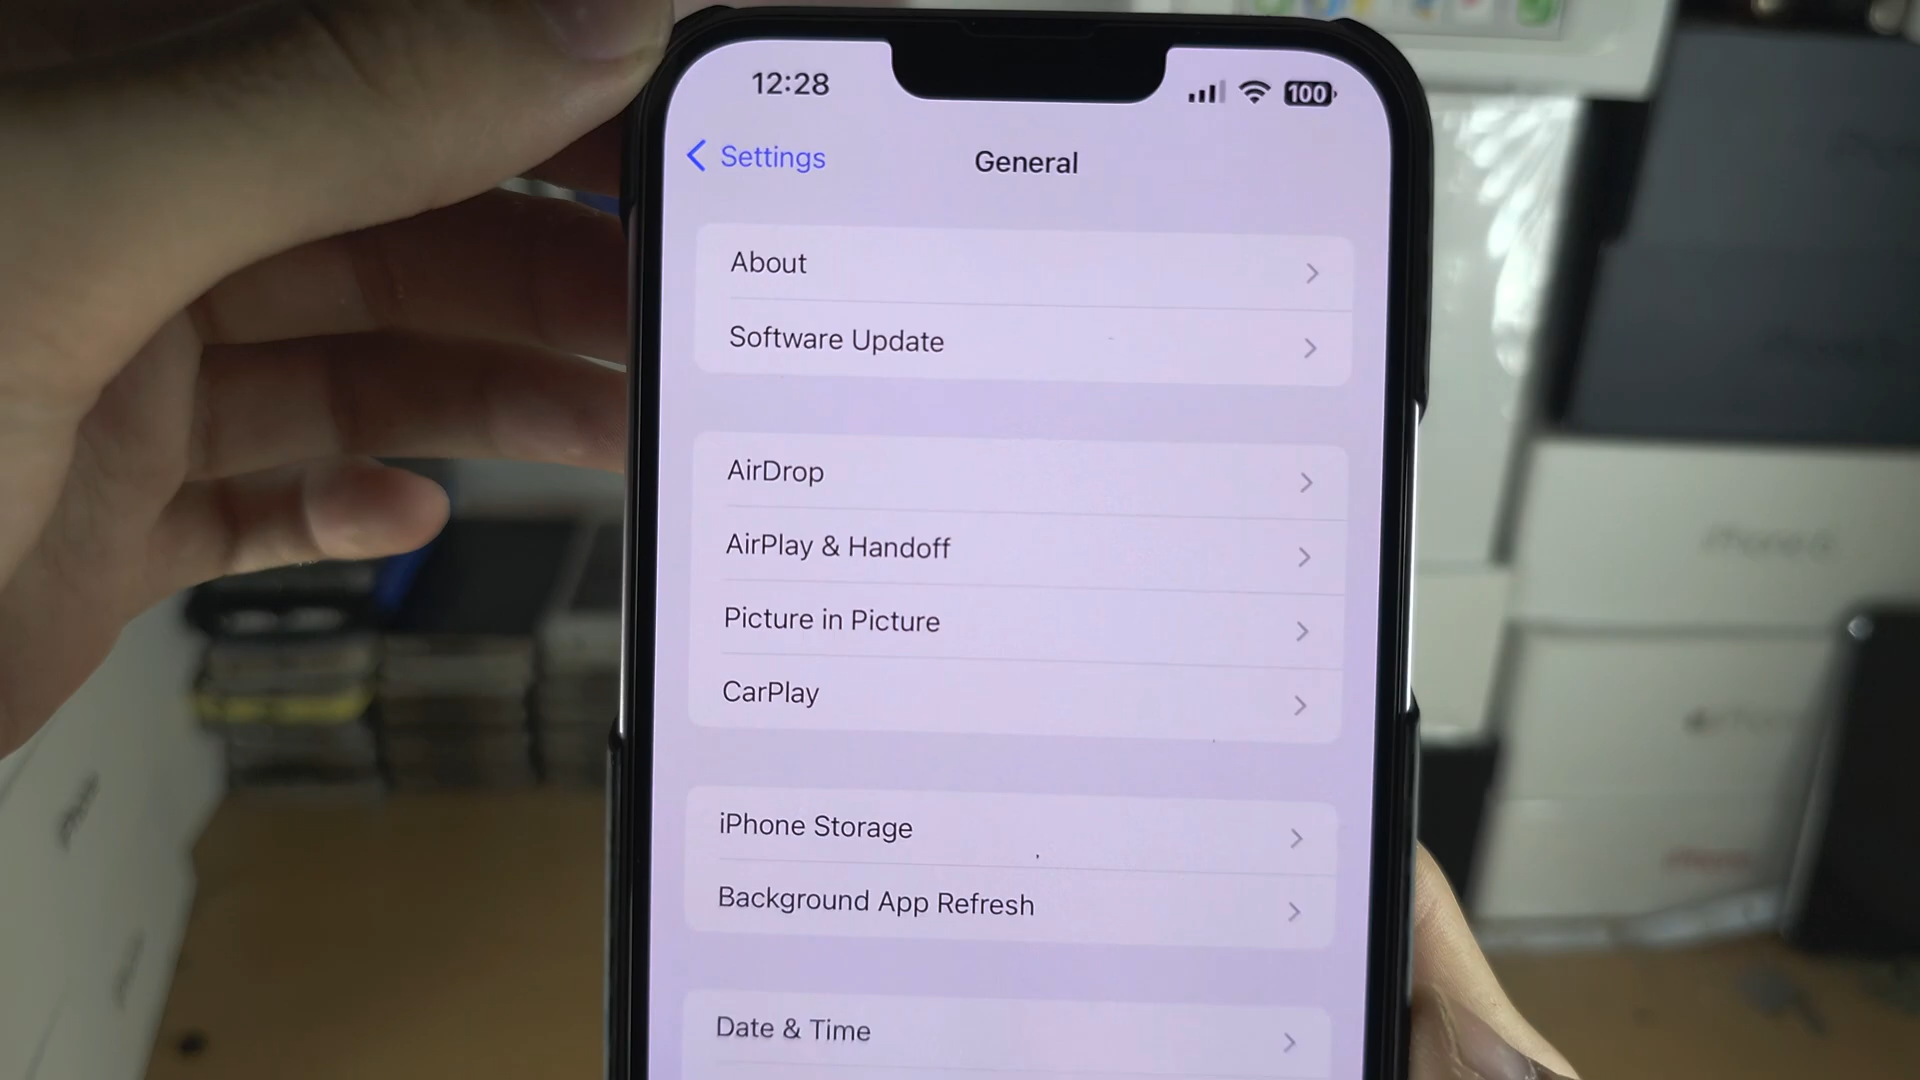 12:28
100
Settings
General
About
Software Update
AirDrop
AirPlay & Handoff
Picture in Picture
CarPlay
iPhone Storage
Background App Refresh
Date & Time